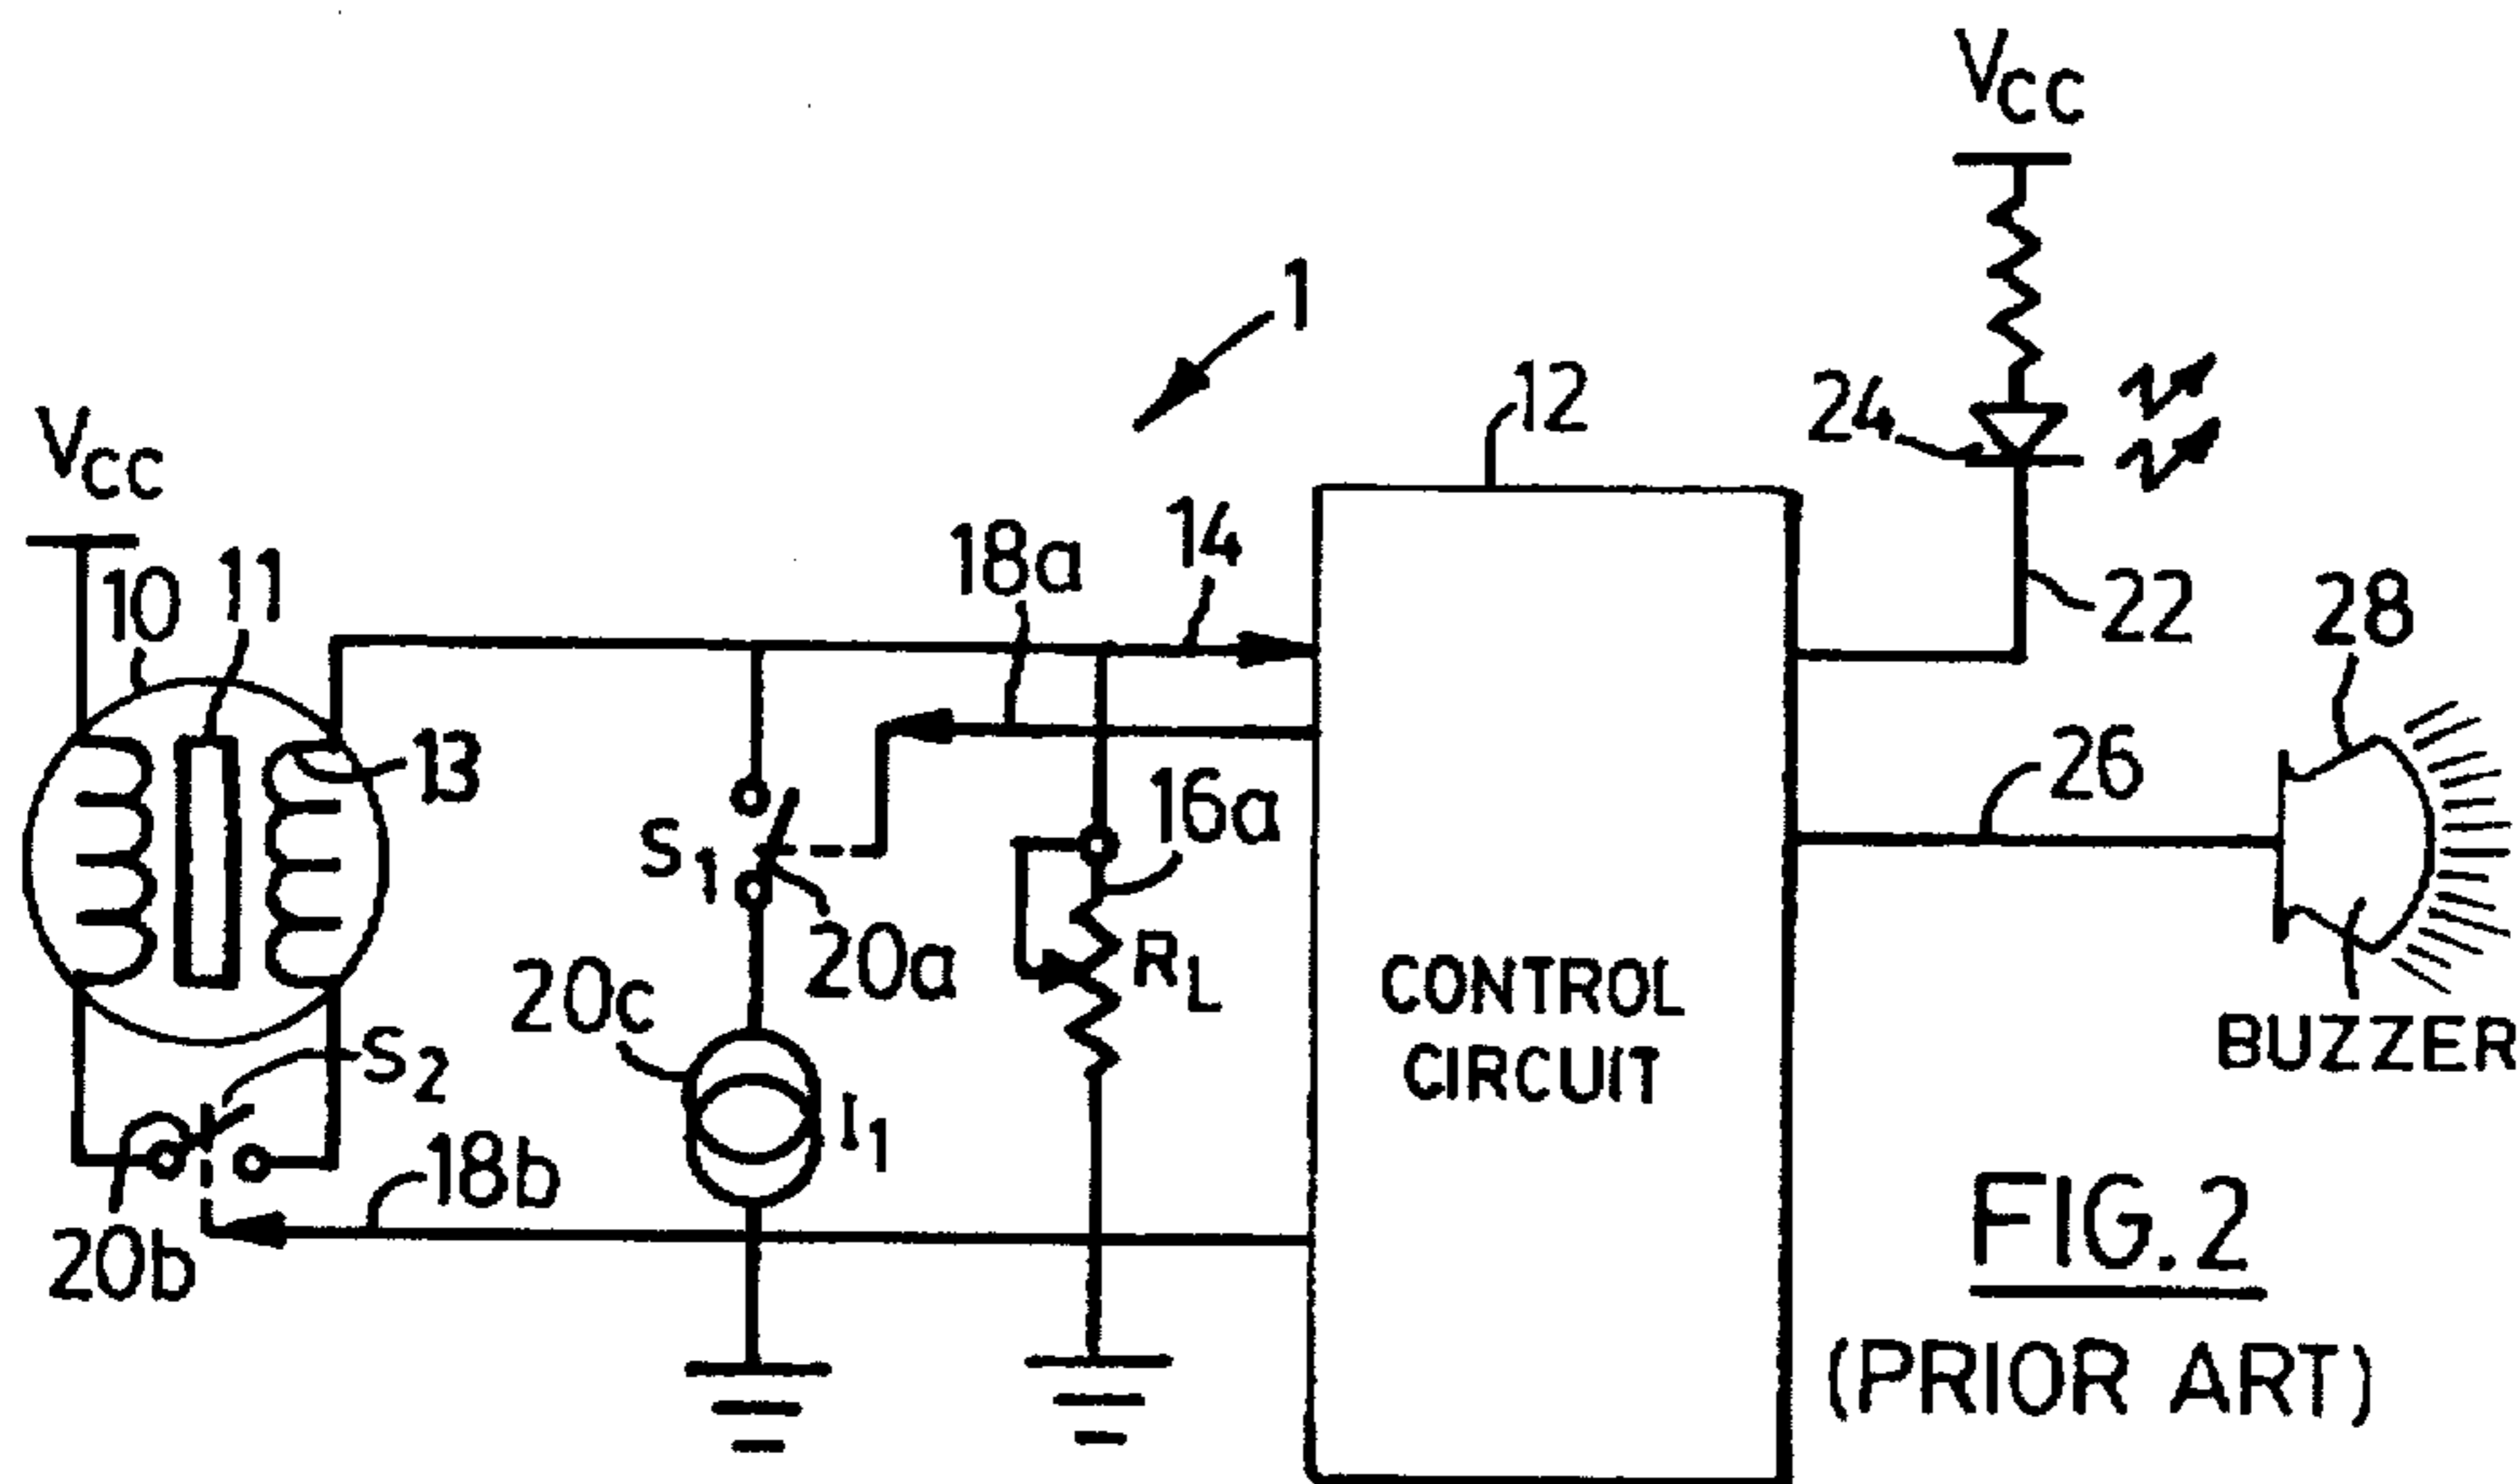 VCC
1
12
24
VCC
14
18a
10
11
22
28
13
26
16a
S1
20a
RL
20c
CONTROL
CIRCUIT
BUZZER
S2
I1
18b
20b
FIG. 2
(PRIOR ART)